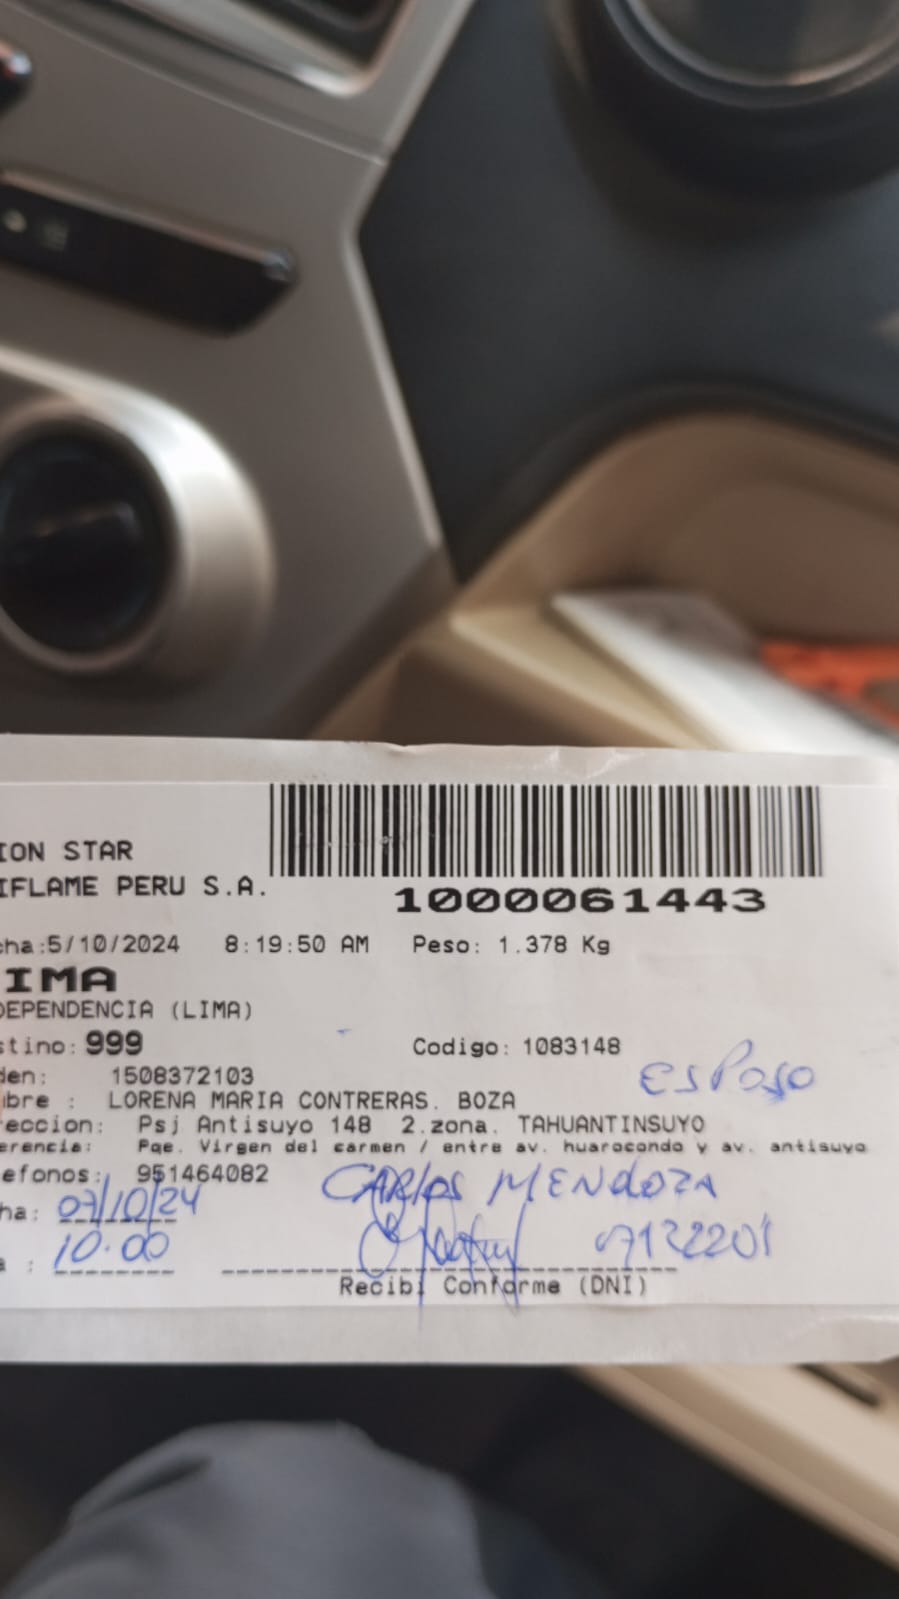 ION STAR
IFLAME PERU S.A.
1000061443
cha:5/10/2024 8:19:50 AM Peso: 1.378 Kg
IMA
DEPENDENCIA (LIMA)
stino: 999 Codigo: 1083148
den: 1508372103
ESPOSO
bre : LORENA MARIA CONTRERAS. BOZA
reccion: Psj Antisuyo 148 2.zona. TAHUANTINSUYO
erencia: Pqe. Virgen del carmen / entre av. huarocondo y av. antisuyo
efonos: 951464082
CARlos MENdOZA
ha: 07/10/24
10:00 07132201
Recibi Conforme (DNI)